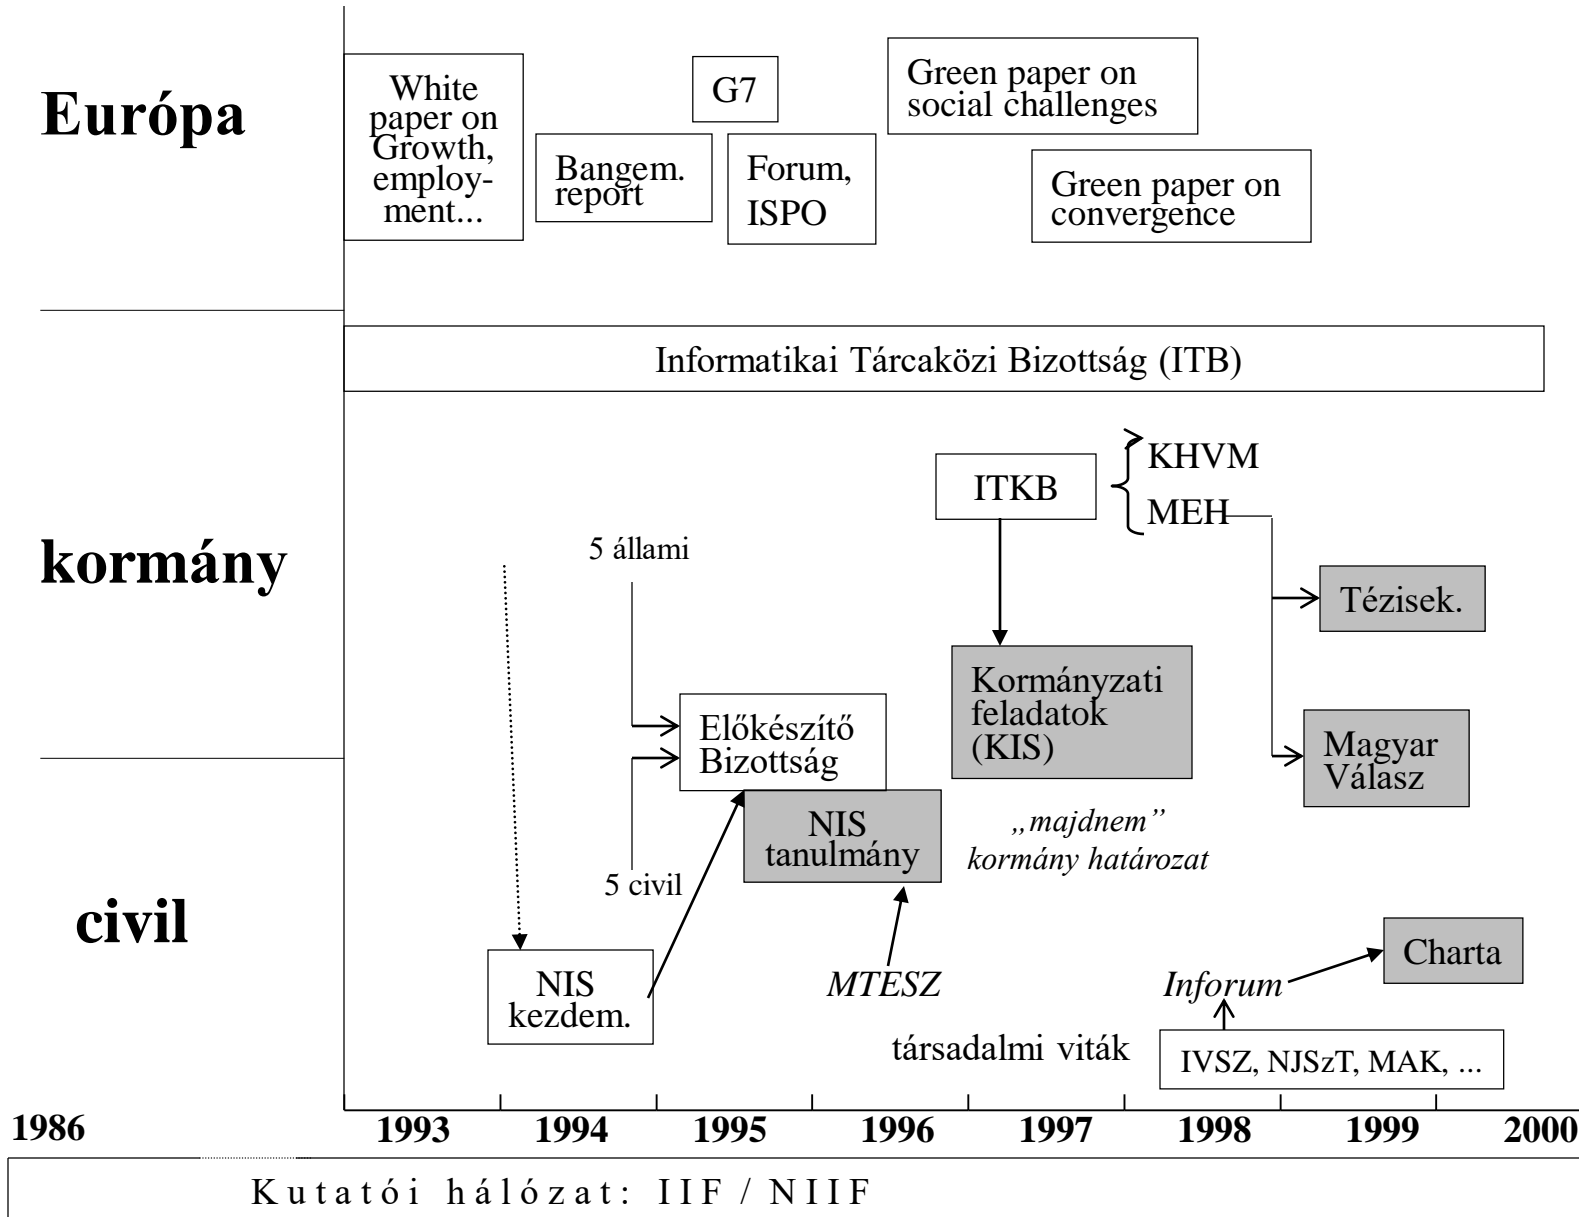 Európa
White
paper on
Growth,
employ-
ment...
Bangem.
report
G7
Forum,
ISPO
Green paper on
social challenges
Green paper on
convergence
Informatikai Tárcaközi Bizottság (ITB)
kormány
5 állami
ITKB
KHVM
MEH
Tézisek.
Előkészítő
Bizottság
Kormányzati
feladatok
(KIS)
Magyar
Válasz
NIS
tanulmány
„majdnem”
kormány határozat
civil
5 civil
NIS
kezdem.
MTESZ
Inforum
Charta
társadalmi viták
IVSZ, NJSzT, MAK, ...
1986 1993 1994 1995 1996 1997 1998 1999 2000
Kutatói hálózat: IIF / NIIF